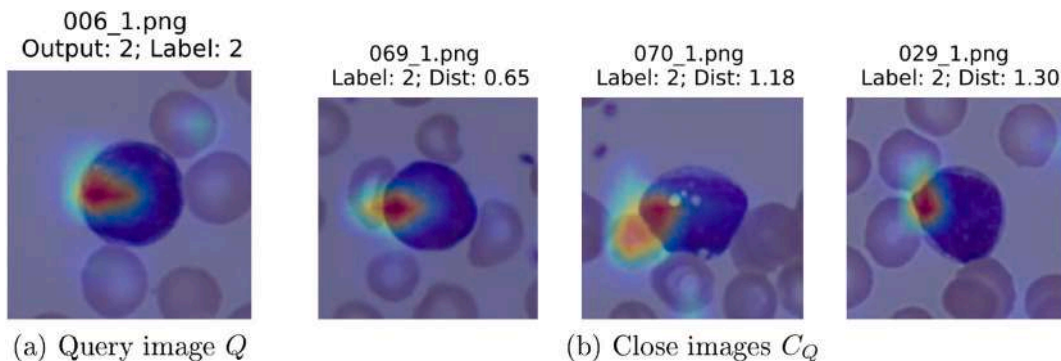 006_1.png
Output: 2; Label: 2
069_1.png
Label: 2; Dist: 0.65
070_1.png
Label: 2; Dist: 1.18
029_1.png
Label: 2; Dist: 1.30
(a) Query image Q
(b) Close images C_Q